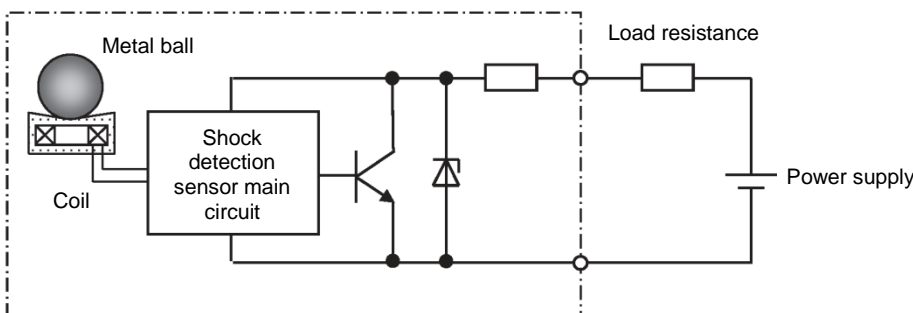 Metal ball
Load resistance
Shock
detection
sensor main
circuit
Coil
Power supply